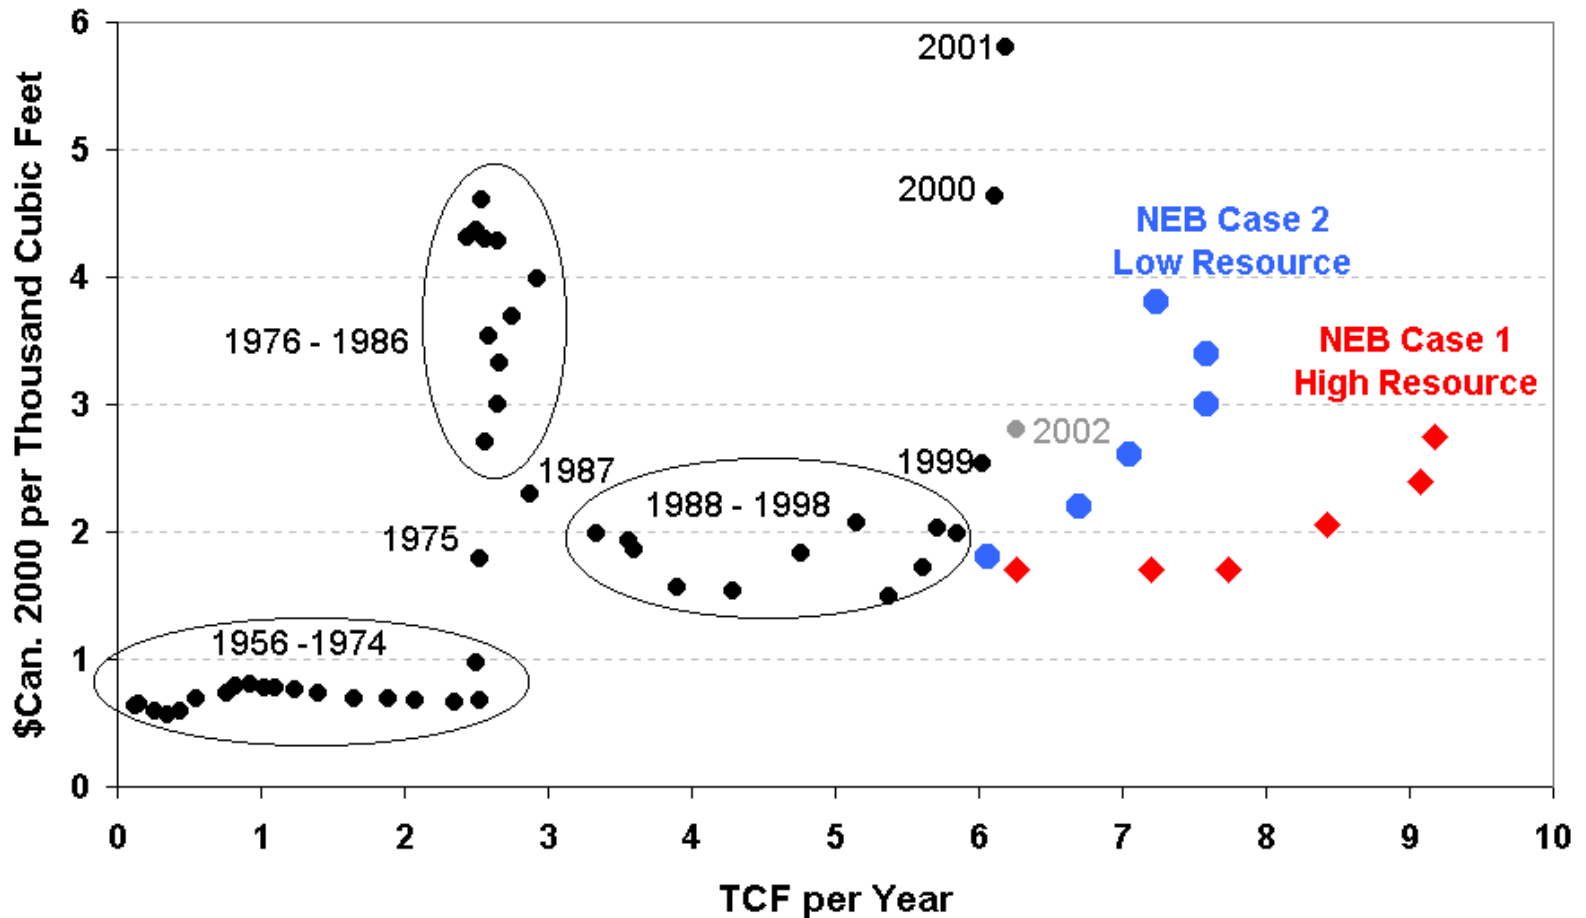 $Can. 2000 per Thousand Cubic Feet
6
5
4
3
2
1
0
2001
2000
NEB Case 2
Low Resource
1976 - 1986
NEB Case 1
High Resource
2002
1999
1987
1988 - 1998
1975
1956 -1974
0 1 2 3 4 5 6 7 8 9 10
TCF per Year